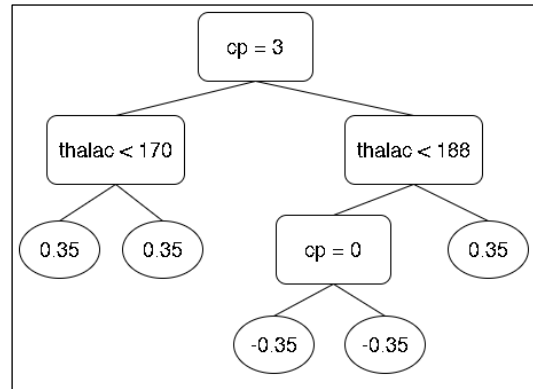 cp = 3
thalac < 170
thalac < 188
0.35
0.35
cp = 0
0.35
-0.35
-0.35